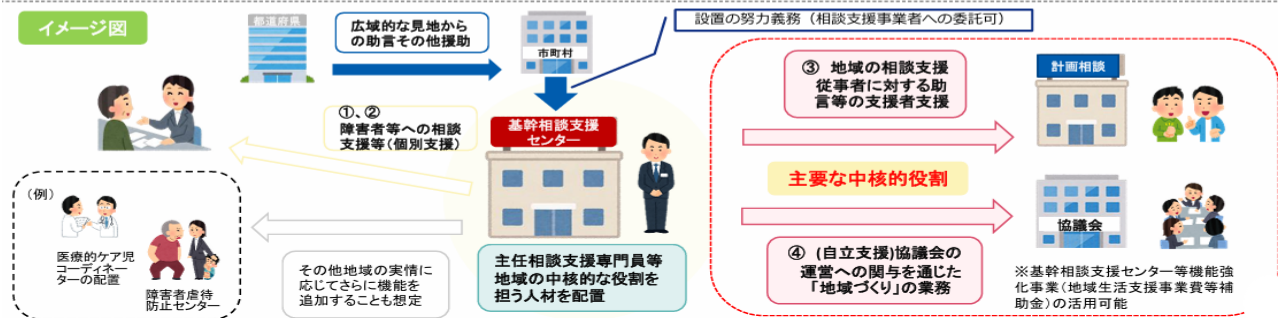 イメージ図
都道府県
広域的な見地から
の助言その他援助
市町村
設置の努力義務（相談支援事業者への委託可）
①、②
障害者等への相談
支援等（個別支援）
基幹相談支援
センター
③ 地域の相談支援
従事者に対する助
言等の支援者支援
計画相談
主要な中核的役割
（例）
医療的ケア児
コーディネー
ターの配置
障害者虐待
防止センター
その他地域の実情に
応じてさらに機能を
追加することも想定
主任相談支援専門員等
地域の中核的な役割を
担う人材を配置
④ (自立支援)協議会の
運営への関与を通じた
「地域づくり」の業務
協議会
※基幹相談支援センター等機能強
化事業（地域生活支援事業費等補
助金）の活用可能